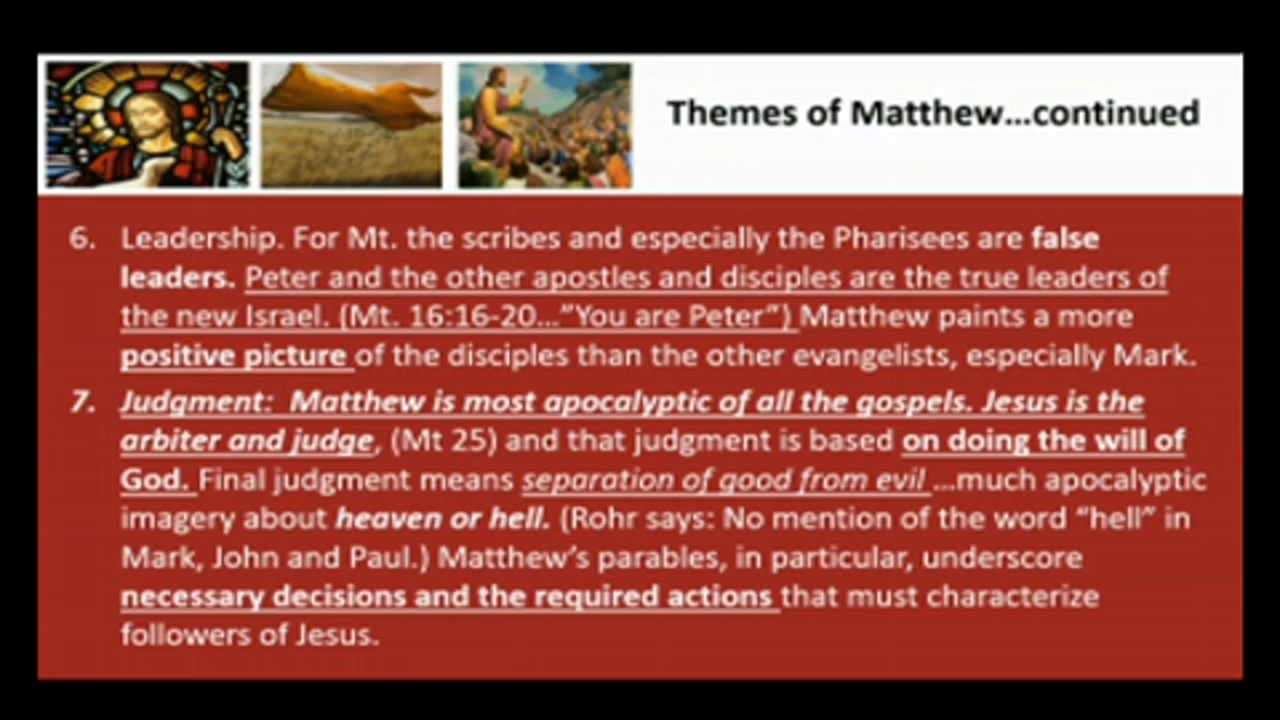 Themes of Matthew...continued
6. Leadership. For Mt. the scribes and especially the Pharisees are false
leaders. Peter and the other apostles and disciples are the true leaders of
the new Israel. (Mt. 16:16-20..."You are Peter") Matthew paints a more
positive picture of the disciples than the other evangelists, especially Mark.
7. Judgment: Matthew is most apocalyptic of all the gospels. Jesus is the
arbiter and judge, (Mt 25) and that judgment is based on doing the will of
God. Final judgment means separation of good from evil ...much apocalyptic
imagery about heaven or hell. (Rohr says: No mention of the word "hell" in
Mark, John and Paul.) Matthew's parables, in particular, underscore
necessary decisions and the required actions that must characterize
followers of Jesus.